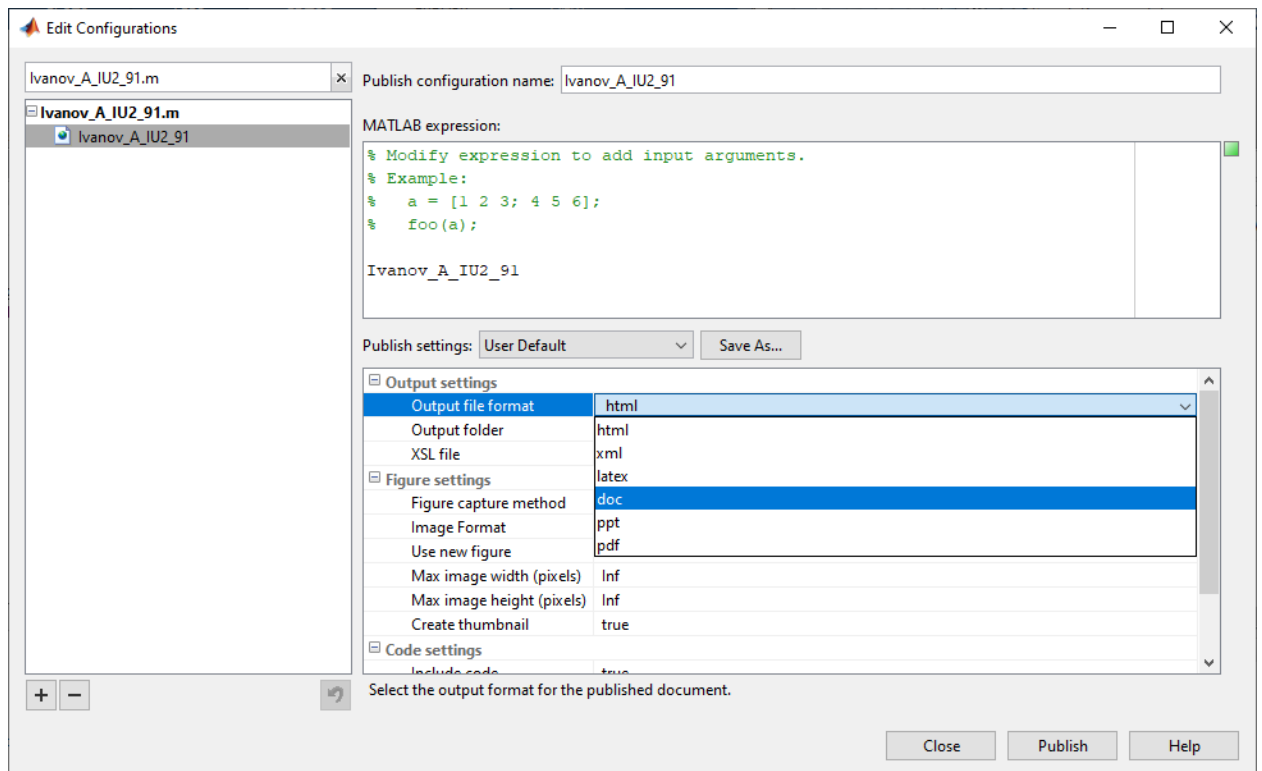 Edit Configurations
Ivanov_A_IU2_91.m
Ivanov_A_IU2_91.m
Ivanov_A_IU2_91
Publish configuration name: Ivanov_A_IU2_91
MATLAB expression:
% Modify expression to add input arguments.
% Example:
%   a = [1 2 3; 4 5 6];
%   foo(a);
Ivanov_A_IU2_91
Publish settings: User Default Save As...
Output settings
Output file format html
Output folder html
XSL file xml
Figure settings latex
Figure capture method doc
Image Format ppt
Use new figure pdf
Max image width (pixels) Inf
Max image height (pixels) Inf
Create thumbnail true
Code settings
Include code true
Select the output format for the published document.
Close Publish Help